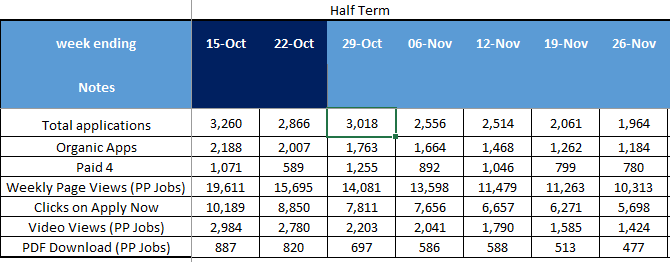 Half Term
week ending 15-Oct 22-Oct 29-Oct 06-Nov 12-Nov 19-Nov 26-Nov
Notes
Total applications 3,260 2,866 3,018 2,556 2,514 2,061 1,964
Organic Apps 2,188 2,007 1,763 1,664 1,468 1,262 1,184
Paid 4 1,071 589 1,255 892 1,046 799 780
Weekly Page Views (PP Jobs) 19,611 15,695 14,081 13,598 11,479 11,263 10,313
Clicks on Apply Now 10,189 8,850 7,811 7,656 6,657 6,271 5,698
Video Views (PP Jobs) 2,984 2,780 2,203 2,041 1,790 1,585 1,424
PDF Download (PP Jobs) 887 820 697 586 588 513 477